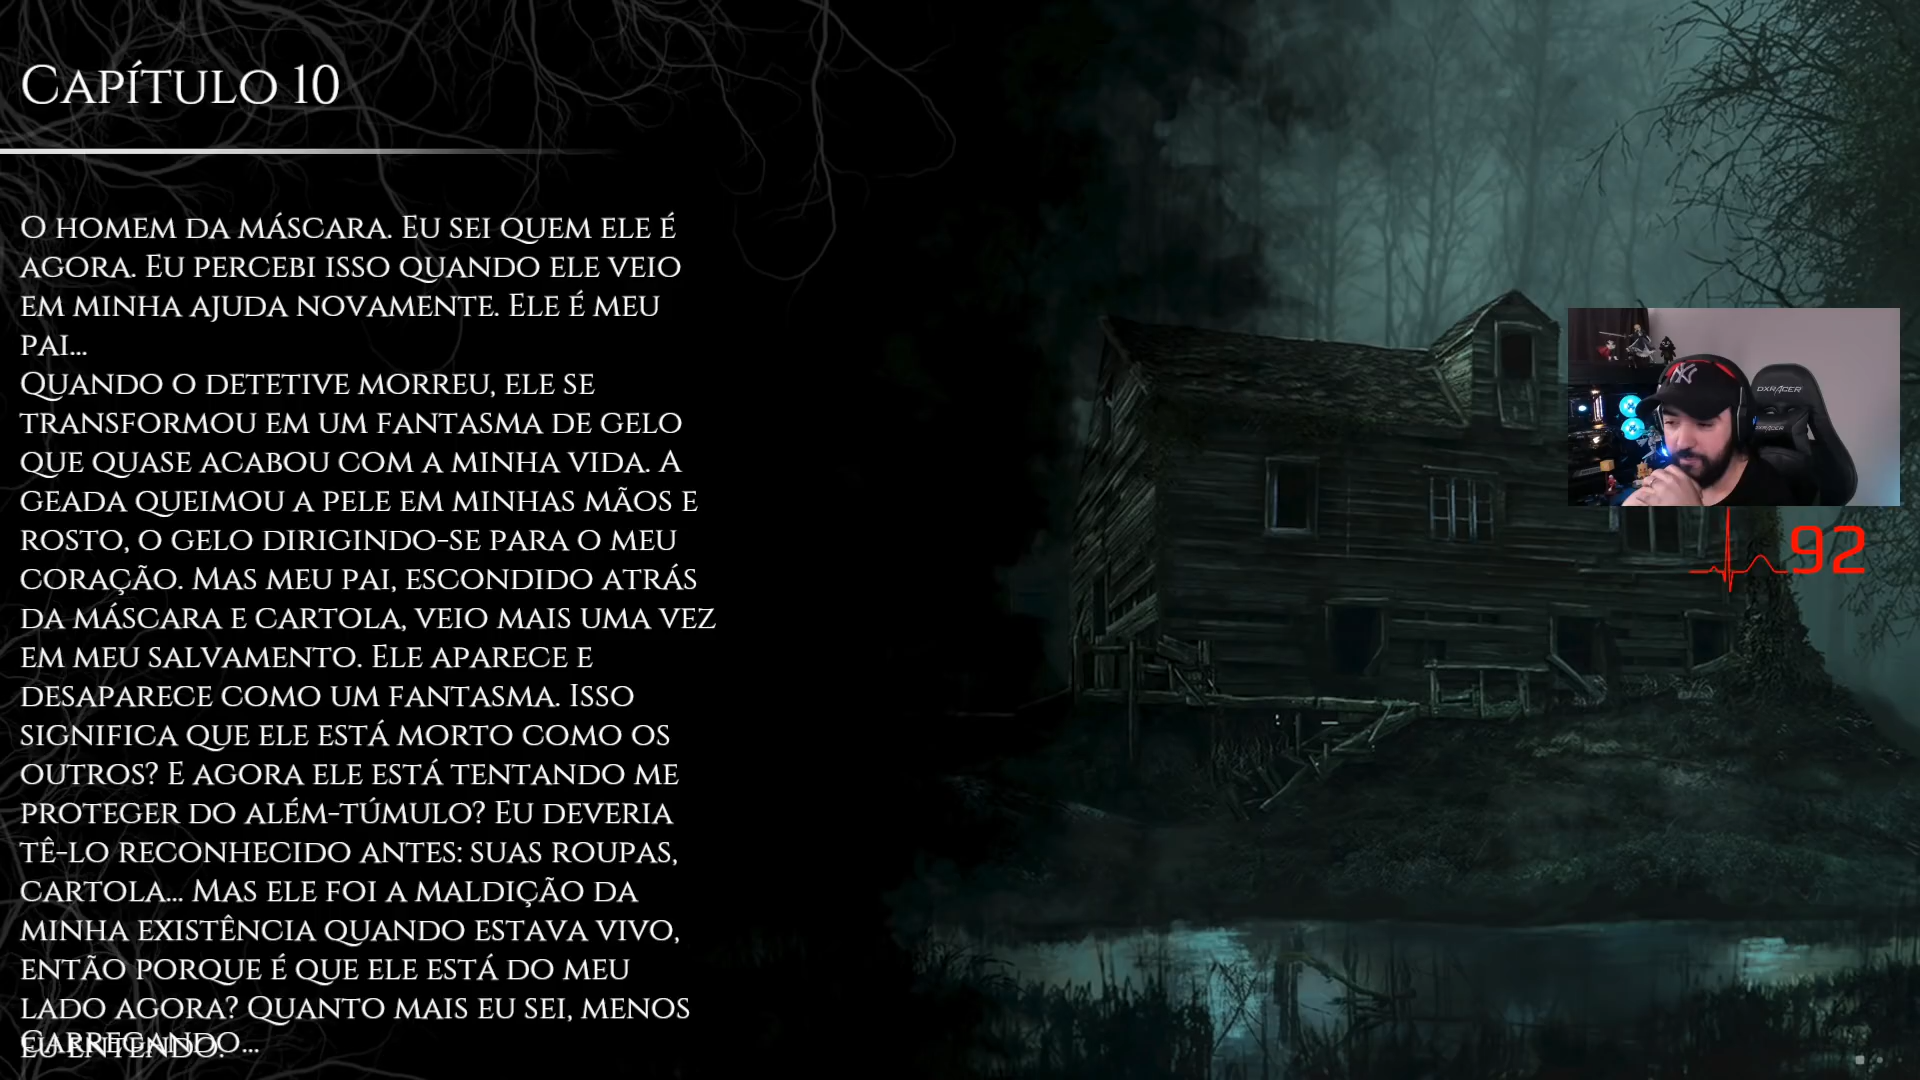 Capítulo 10
O homem da máscara. Eu sei quem ele é
agora. Eu percebi isso quando ele veio
em minha ajuda novamente. Ele é meu
pai...
Quando o detetive morreu, ele se
transformou em um fantasma de gelo
que quase acabou com a minha vida. A
geada queimou a pele em minhas mãos e
rosto, o gelo dirigindo-se para o meu
coração. Mas meu pai, escondido atrás
da máscara e cartola, veio mais uma vez
em meu salvamento. Ele aparece e
desaparece como um fantasma. Isso
significa que ele está morto como os
outros? E agora ele está tentando me
proteger do além-túmulo? Eu deveria
tê-lo reconhecido antes: suas roupas,
cartola... Mas ele foi a maldição da
minha existência quando estava vivo,
então porque é que ele está do meu
lado agora? Quanto mais eu sei, menos
eu entendo.
Carregando...
DXRACER
DXRACER
92